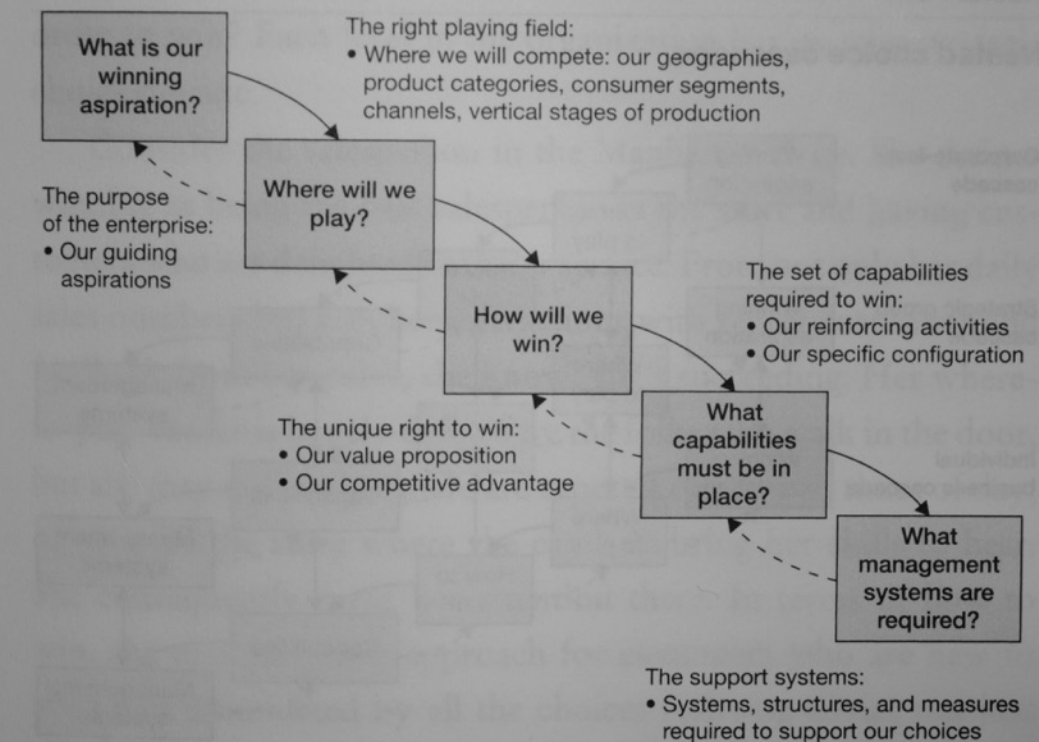 What is our
winning
aspiration?
The right playing field:
• Where we will compete: our geographies,
product categories, consumer segments,
channels, vertical stages of production
Where will we
play?
The purpose
of the enterprise:
• Our guiding
aspirations
How will we
win?
The set of capabilities
required to win:
• Our reinforcing activities
• Our specific configuration
What
capabilities
must be in
place?
The unique right to win:
• Our value proposition
• Our competitive advantage
What
management
systems are
required?
The support systems:
• Systems, structures, and measures
required to support our choices